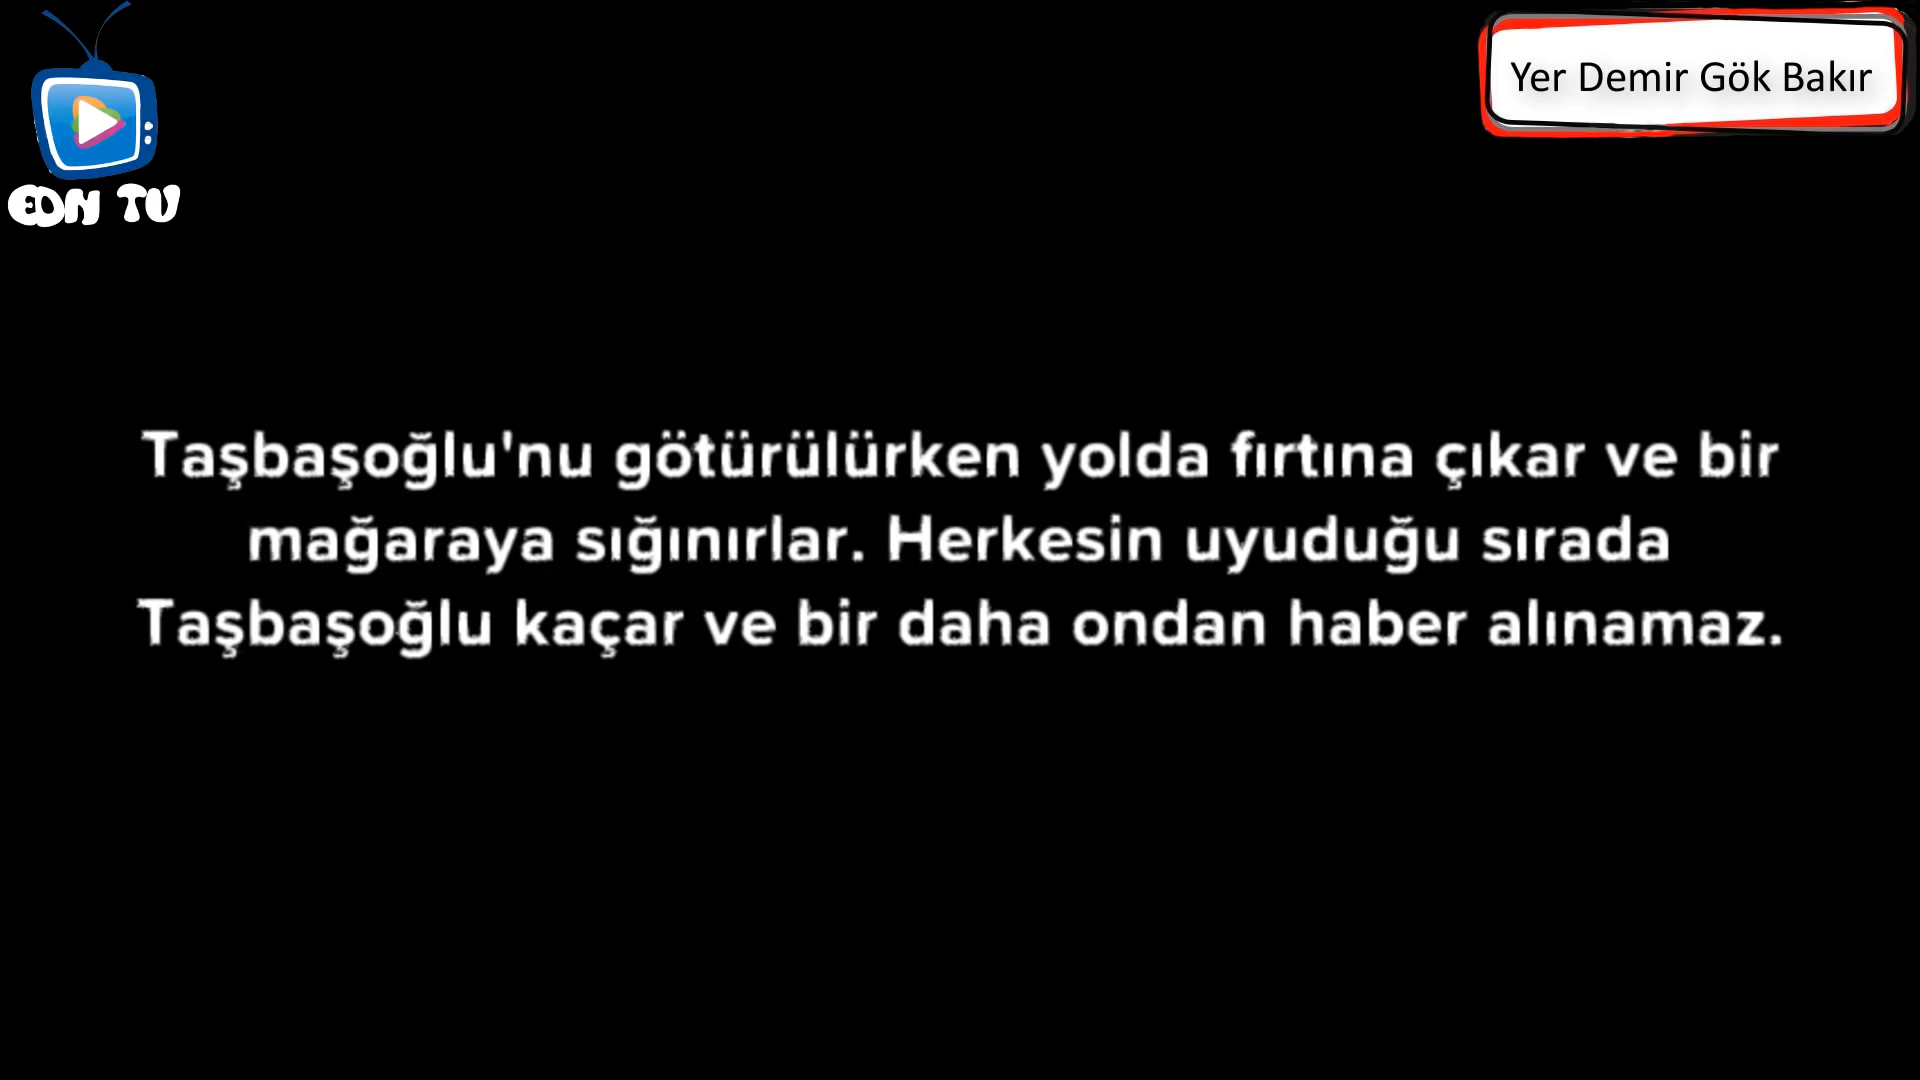 EDN TV
Yer Demir Gök Bakır
Taşbaşoğlu'nu götürülürken yolda fırtına çıkar ve bir
mağaraya sığınırlar. Herkesin uyuduğu sırada
Taşbaşoğlu kaçar ve bir daha ondan haber alınamaz.